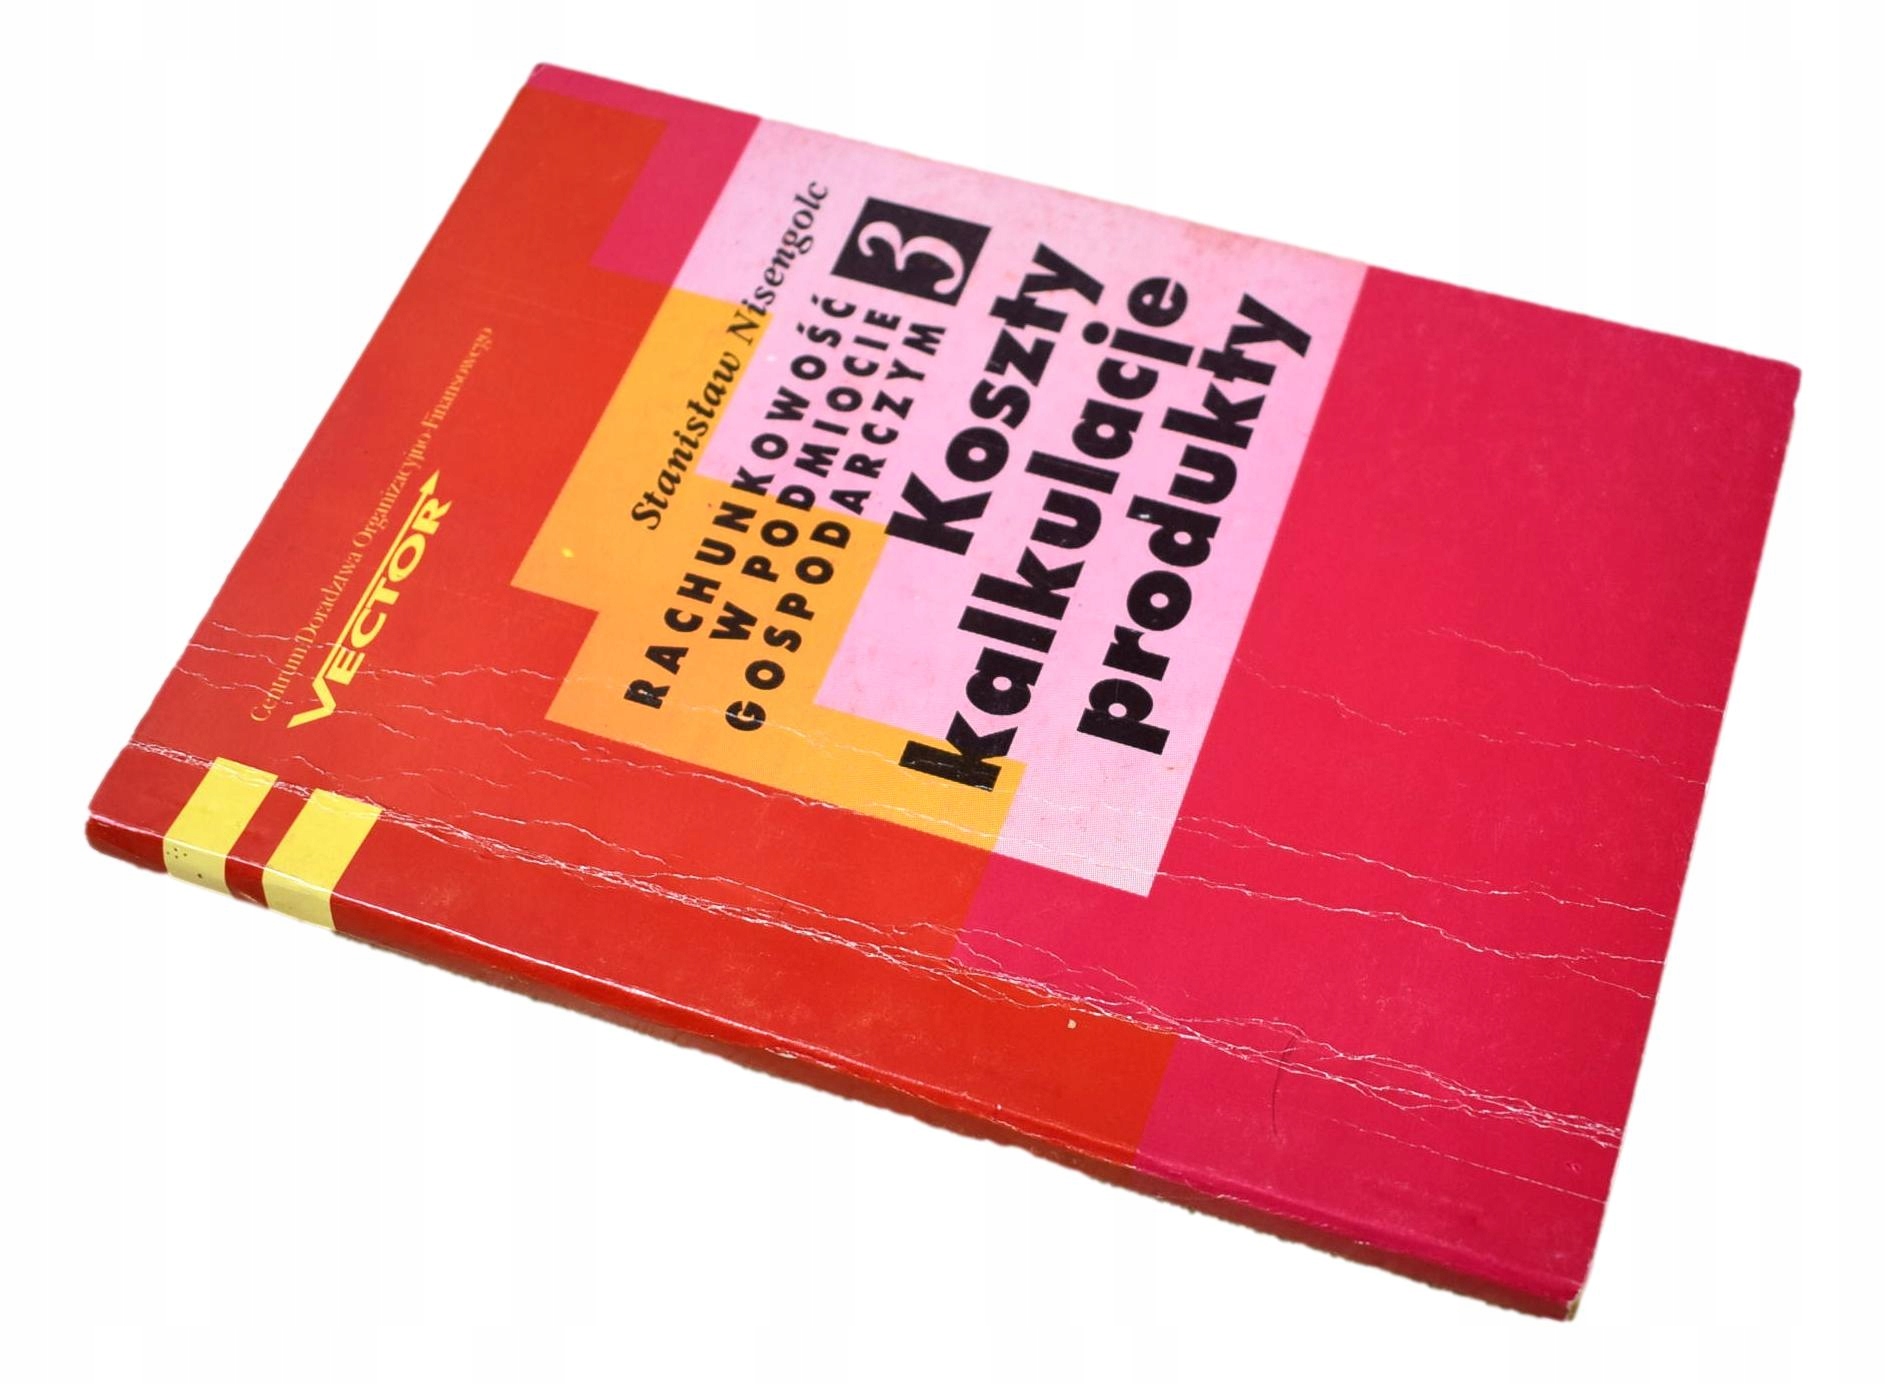 Centrum Doradztwa Organizacyjno-Finansowego
VECTOR
Stanisław Nisengolc
RACHUNKOWOŚĆ
W PODMIOCIE
GOSPODARCZYM
3
Koszty
kalkulacje
produkty